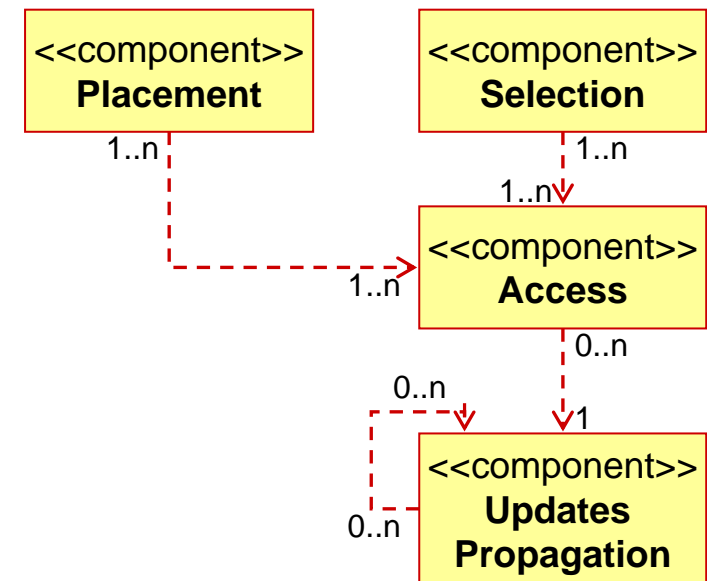 <<component>>
Placement
<<component>>
Selection
1..n
1..n
1..n
1..n
<<component>>
Access
0..n
0..n
1
<<component>>
Updates
Propagation
0..n